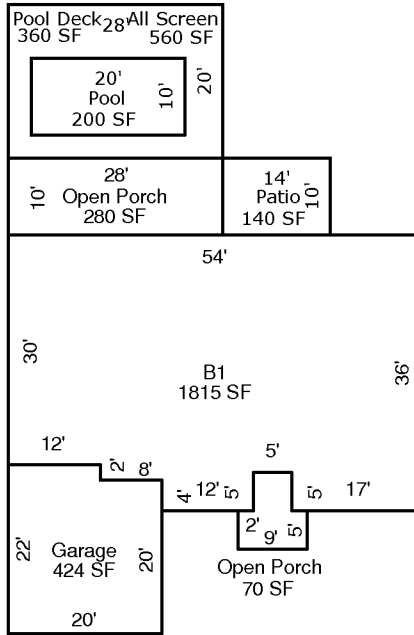 Pool Deck 28' All Screen
360 SF 560 SF
20'
Pool
200 SF
10'
20'
28'
Open Porch
280 SF
10'
14'
Patio
140 SF
10'
54'
30'
B1
1815 SF
36'
12'
2'
8'
4'
12'
5'
5'
5'
17'
2'
9'
5'
Open Porch
70 SF
22'
Garage
424 SF
20'
20'